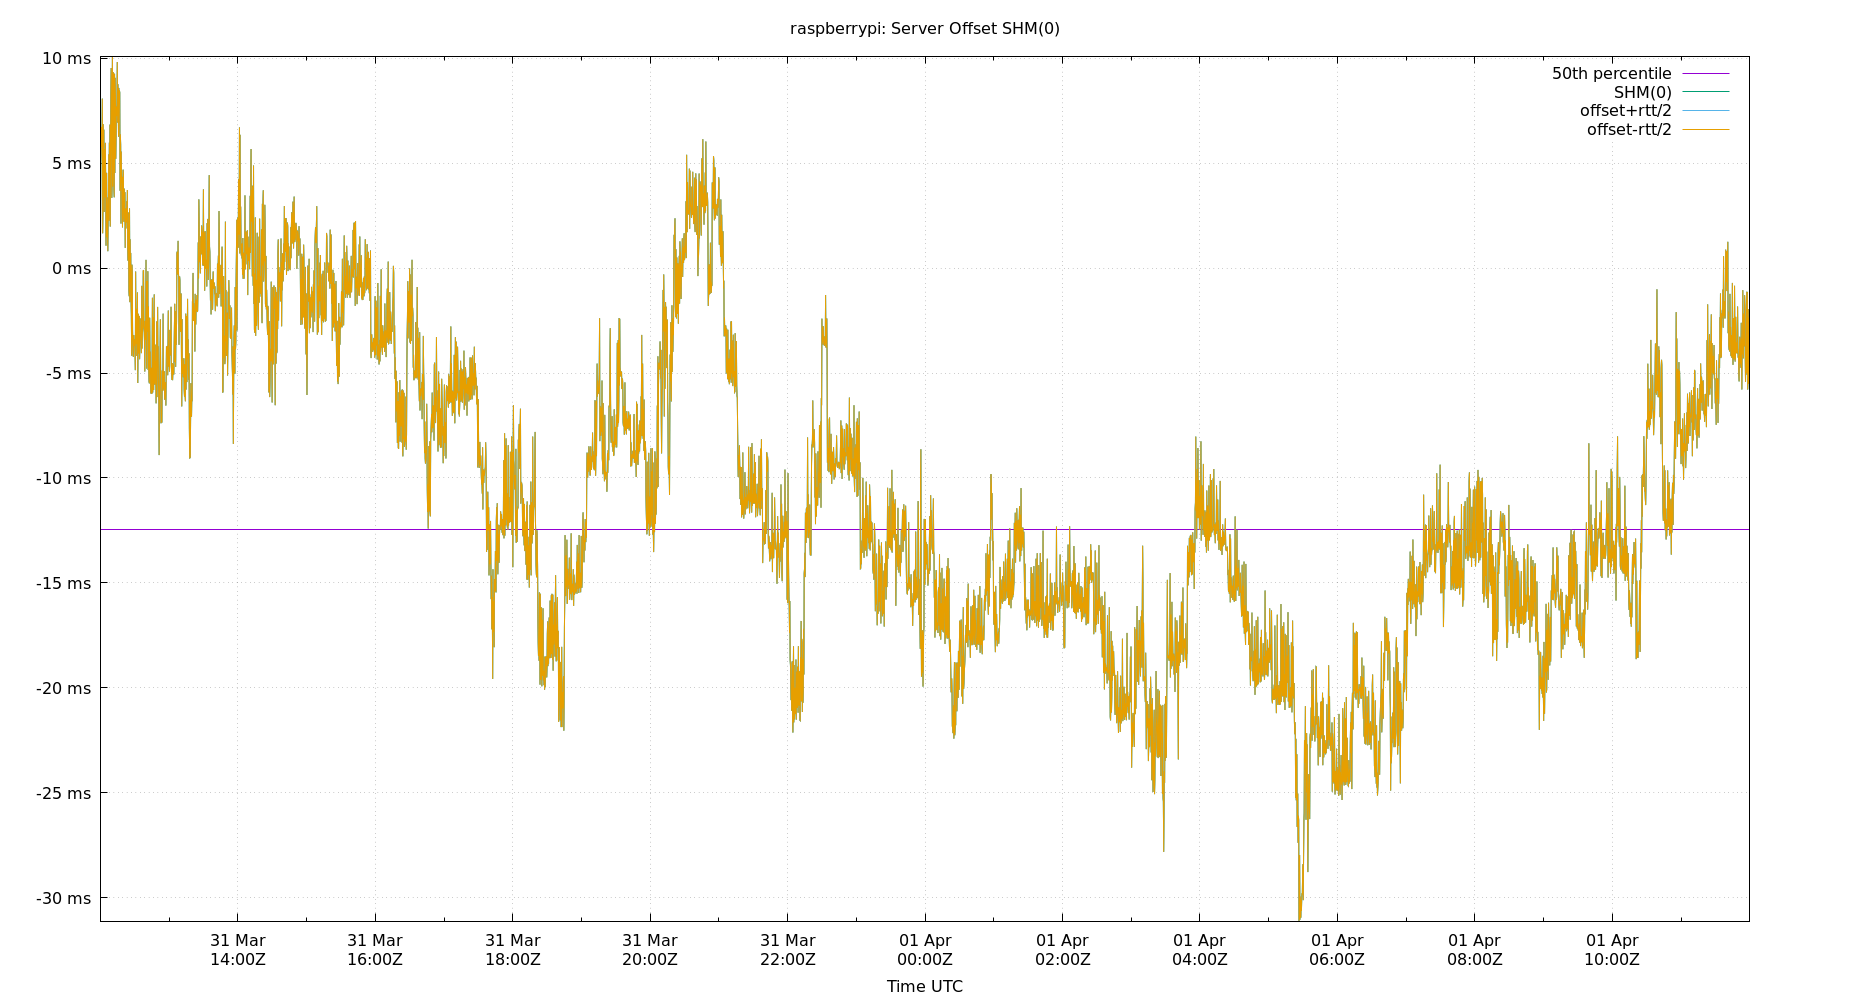 raspberrypi: Server Offset SHM(0)
10 ms
5 ms
0 ms
-5 ms
-10 ms
-15 ms
-20 ms
-25 ms
-30 ms
50th percentile
SHM(0)
offset+rtt/2
offset-rtt/2
31 Mar
14:00Z
31 Mar
16:00Z
31 Mar
18:00Z
31 Mar
20:00Z
31 Mar
22:00Z
01 Apr
00:00Z
01 Apr
02:00Z
01 Apr
04:00Z
01 Apr
06:00Z
01 Apr
08:00Z
01 Apr
10:00Z
Time UTC